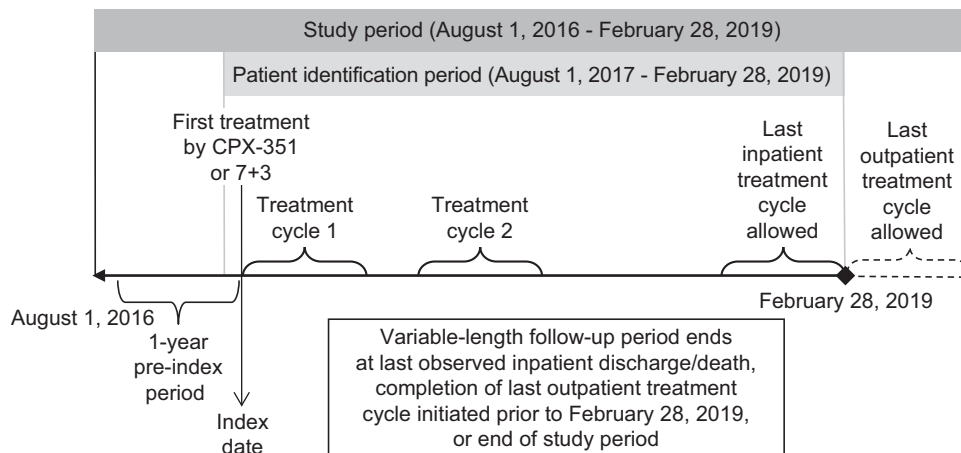 Study period (August 1, 2016 - February 28, 2019)
Patient identification period (August 1, 2017 - February 28, 2019)
First treatment
by CPX-351
or 7+3
Treatment
cycle 1
Treatment
cycle 2
Last
inpatient
treatment
cycle
allowed
Last
outpatient
treatment
cycle
allowed
August 1, 2016
February 28, 2019
1-year
pre-index
period
Index
date
Variable-length follow-up period ends
at last observed inpatient discharge/death,
completion of last outpatient treatment
cycle initiated prior to February 28, 2019,
or end of study period